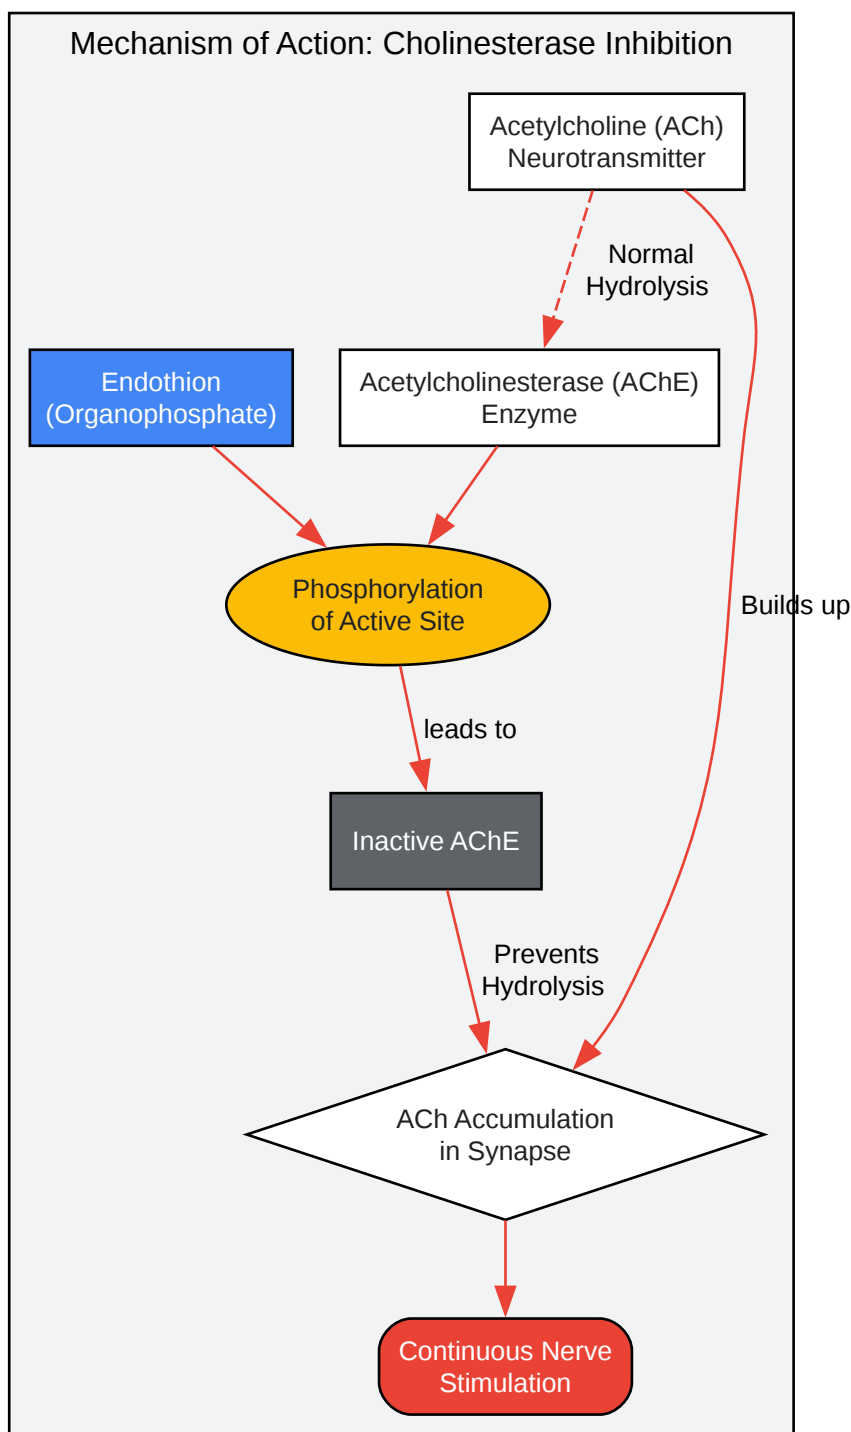 Mechanism of Action: Cholinesterase Inhibition
Acetylcholine (ACh)
Neurotransmitter
Normal
Hydrolysis
Endothion
(Organophosphate)
Acetylcholinesterase (AChE)
Enzyme
Phosphorylation
of Active Site
Builds up
leads to
Inactive AChE
Prevents
Hydrolysis
ACh Accumulation
in Synapse
Continuous Nerve
Stimulation